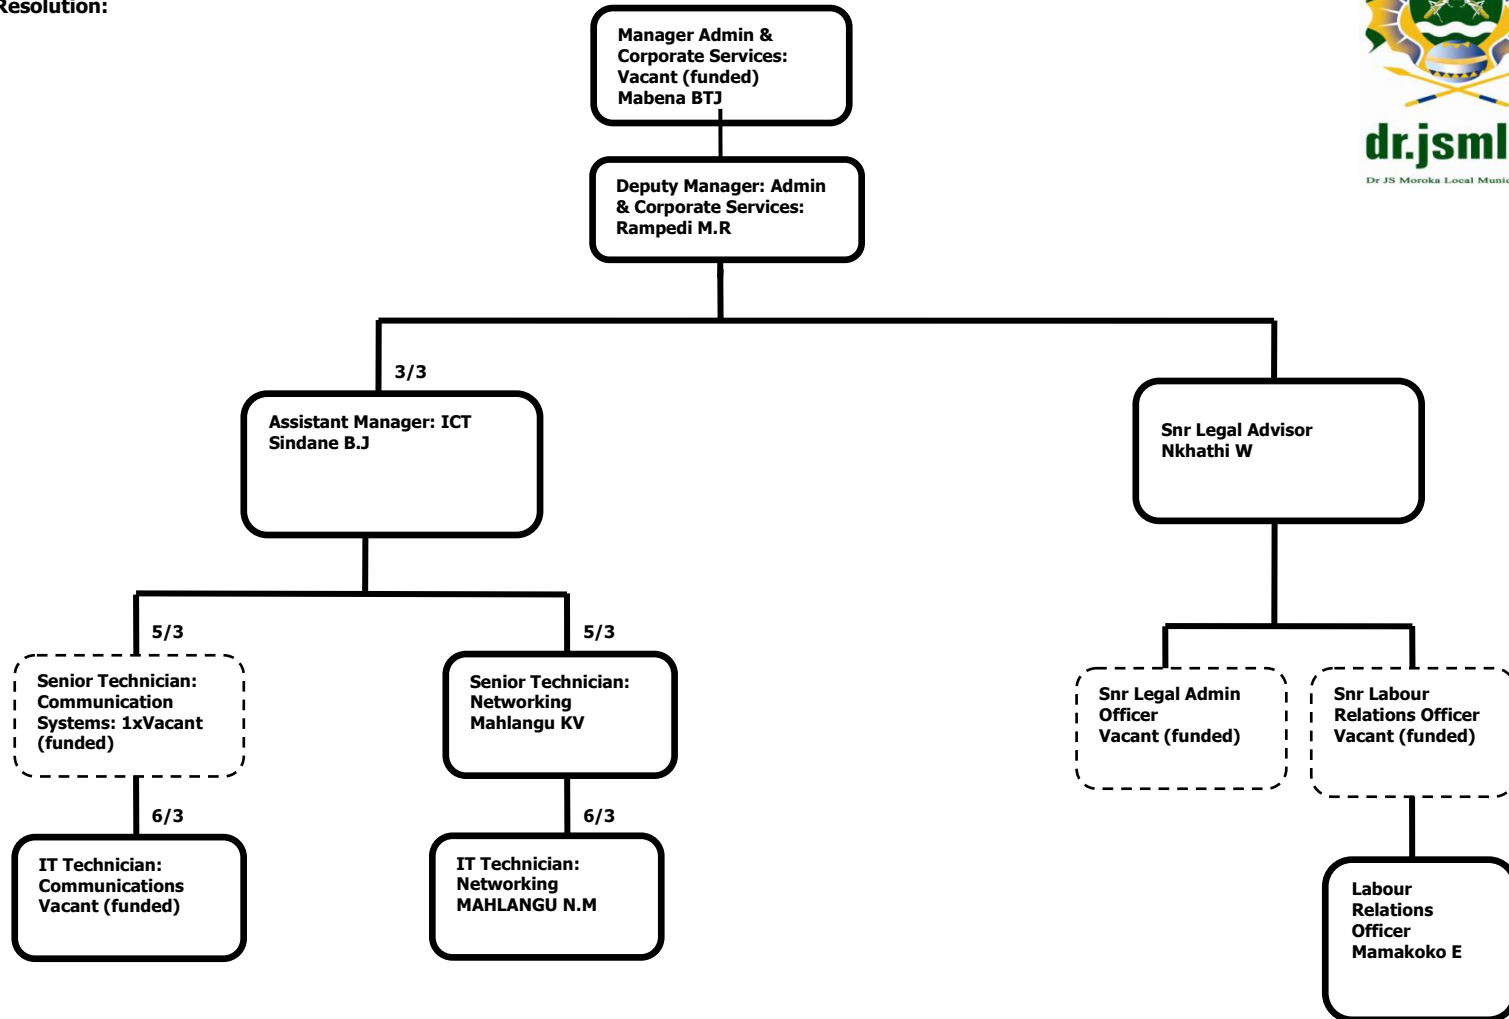 Resolution:
Manager Admin &
Corporate Services:
Vacant (funded)
Mabena BTJ
dr.jsml
Dr JS Moroka Local Munic
Deputy Manager: Admin
& Corporate Services:
Rampedi M.R
3/3
Assistant Manager: ICT
Sindane B.J
Snr Legal Advisor
Nkhathi W
5/3
5/3
Senior Technician:
Communication
Systems: 1xVacant
(funded)
Senior Technician:
Networking
Mahlangu KV
Snr Legal Admin
Officer
Vacant (funded)
Snr Labour
Relations Officer
Vacant (funded)
6/3
6/3
IT Technician:
Communications
Vacant (funded)
IT Technician:
Networking
MAHLANGU N.M
Labour
Relations
Officer
Mamakoko E